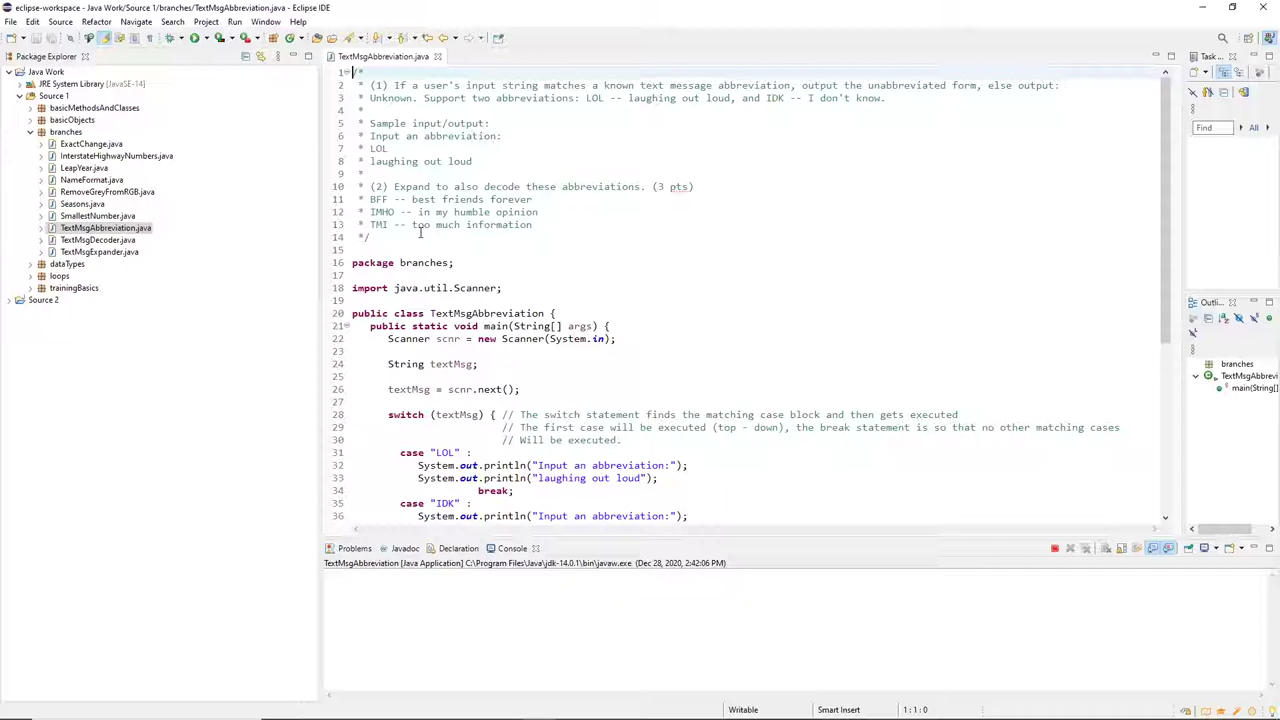 eclipse-workspace - Java Work/Source 1/branches/TextMsgAbbreviation.java - Eclipse IDE
File Edit Source Refactor Navigate Search Project Run Window Help
Package Explorer
Java Work
JRE System Library [JavaSE-14]
Source 1
basicMethodsAndClasses
basicObjects
branches
ExactChange.java
InterstateHighwayNumbers.java
LeapYear.java
NameFormat.java
RemoveGreyFromRGB.java
Seasons.java
SmallestNumber.java
TextMsgAbbreviation.java
TextMsgDecoder.java
TextMsgExpander.java
dataTypes
loops
trainingBasics
Source 2
TextMsgAbbreviation.java
1 /*
2 * (1) If a user's input string matches a known text message abbreviation, output the unabbreviated form, else output:
3 * Unknown. Support two abbreviations: LOL -- laughing out loud, and IDK -- I don't know.
4 *
5 * Sample input/output:
6 * Input an abbreviation:
7 * LOL
8 * laughing out loud
9 *
10 * (2) Expand to also decode these abbreviations. (3 pts)
11 * BFF -- best friends forever
12 * IMHO -- in my humble opinion
13 * TMI -- too much information
14 */
15
16 package branches;
17
18 import java.util.Scanner;
19
20 public class TextMsgAbbreviation {
21 public static void main(String[] args) {
22 Scanner scnr = new Scanner(System.in);
23
24 String textMsg;
25
26 textMsg = scnr.next();
27
28 switch (textMsg) { // The switch statement finds the matching case block and then gets executed
29 // The first case will be executed (top - down), the break statement is so that no other matching cases
30 // Will be executed.
31 case "LOL" :
32 System.out.println("Input an abbreviation:");
33 System.out.println("laughing out loud");
34 break;
35 case "IDK" :
36 System.out.println("Input an abbreviation:");
Task ...
Find All
Outli...
branches
TextMsgAbbrevi
main(String[]
Problems Javadoc Declaration Console
TextMsgAbbreviation [Java Application] C:\Program Files\Java\jdk-14.0.1\bin\javaw.exe (Dec 28, 2020, 2:42:06 PM)
Writable Smart Insert 1 : 1 : 0